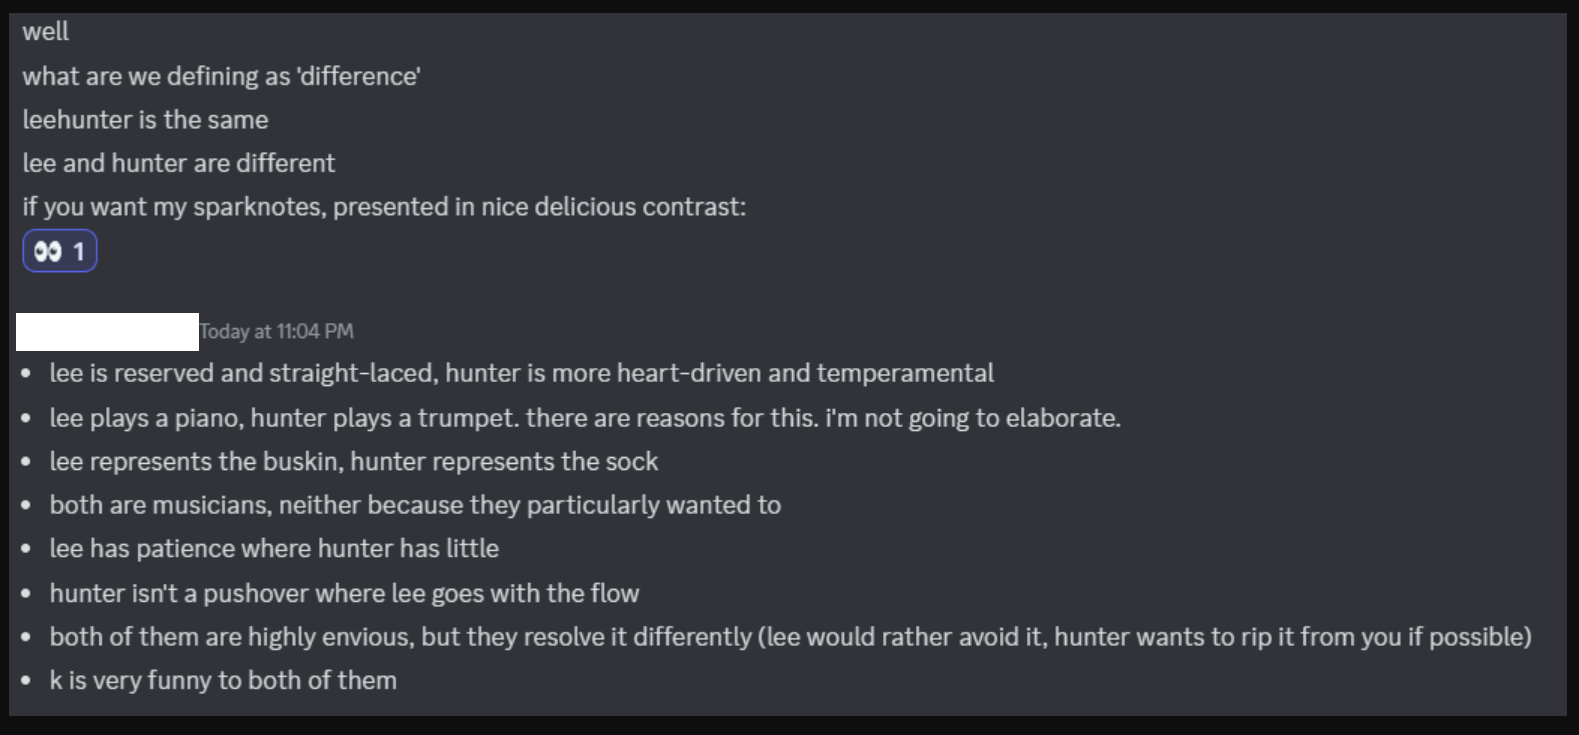 well
what are we defining as 'difference'
leehunter is the same
lee and hunter are different
if you want my sparknotes, presented in nice delicious contrast:
👀 1
Today at 11:04 PM
• lee is reserved and straight-laced, hunter is more heart-driven and temperamental
• lee plays a piano, hunter plays a trumpet. there are reasons for this. i'm not going to elaborate.
• lee represents the buskin, hunter represents the sock
• both are musicians, neither because they particularly wanted to
• lee has patience where hunter has little
• hunter isn't a pushover where lee goes with the flow
• both of them are highly envious, but they resolve it differently (lee would rather avoid it, hunter wants to rip it from you if possible)
• k is very funny to both of them